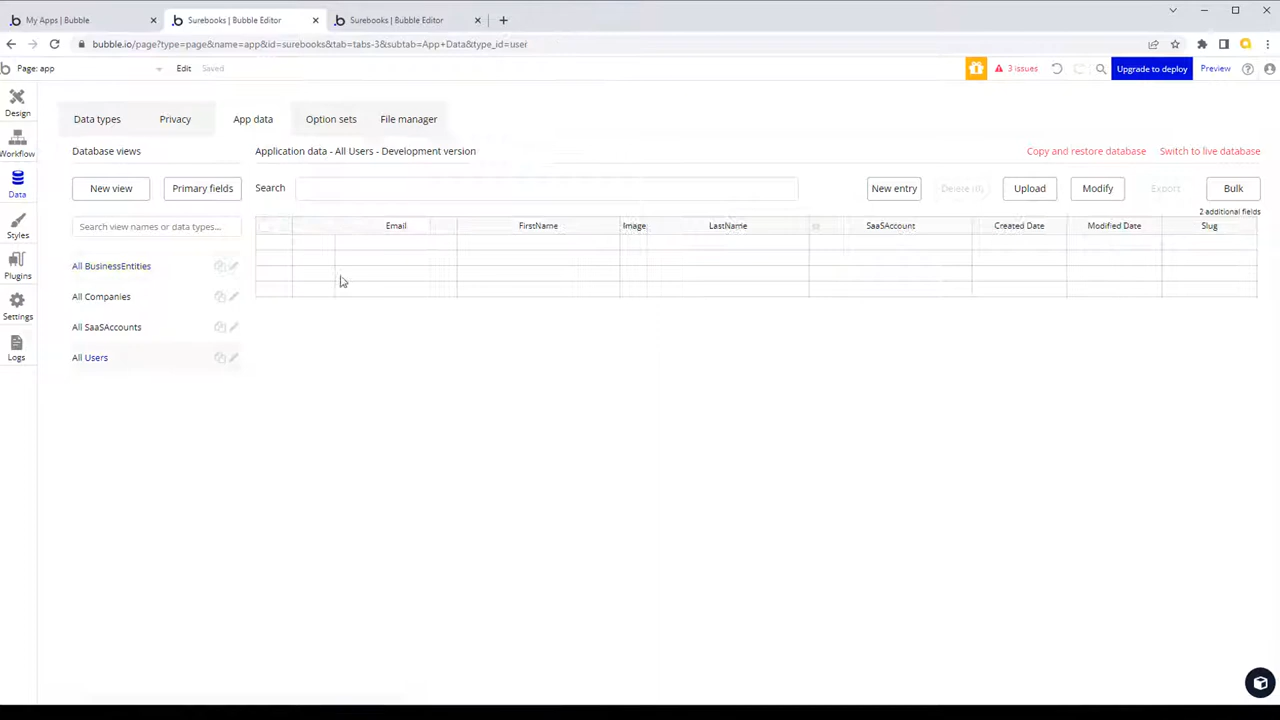 My Apps | Bubble
Surebooks | Bubble Editor
Surebooks | Bubble Editor
bubble.io/page?type=page&name=app&id=surebooks&tab=tabs-3&subtab=App+Data&type_id=user
Page: app
Edit
Saved
3 issues
Upgrade to deploy
Preview
Design
Workflow
Data
Styles
Plugins
Settings
Logs
Data types
Privacy
App data
Option sets
File manager
Database views
Application data - All Users - Development version
Copy and restore database
Switch to live database
New view
Primary fields
Search
New entry
Delete (0)
Upload
Modify
Export
Bulk
2 additional fields
Search view names or data types...
Email
FirstName
Image
LastName
SaaSAccount
Created Date
Modified Date
Slug
All BusinessEntities
All Companies
All SaaSAccounts
All Users